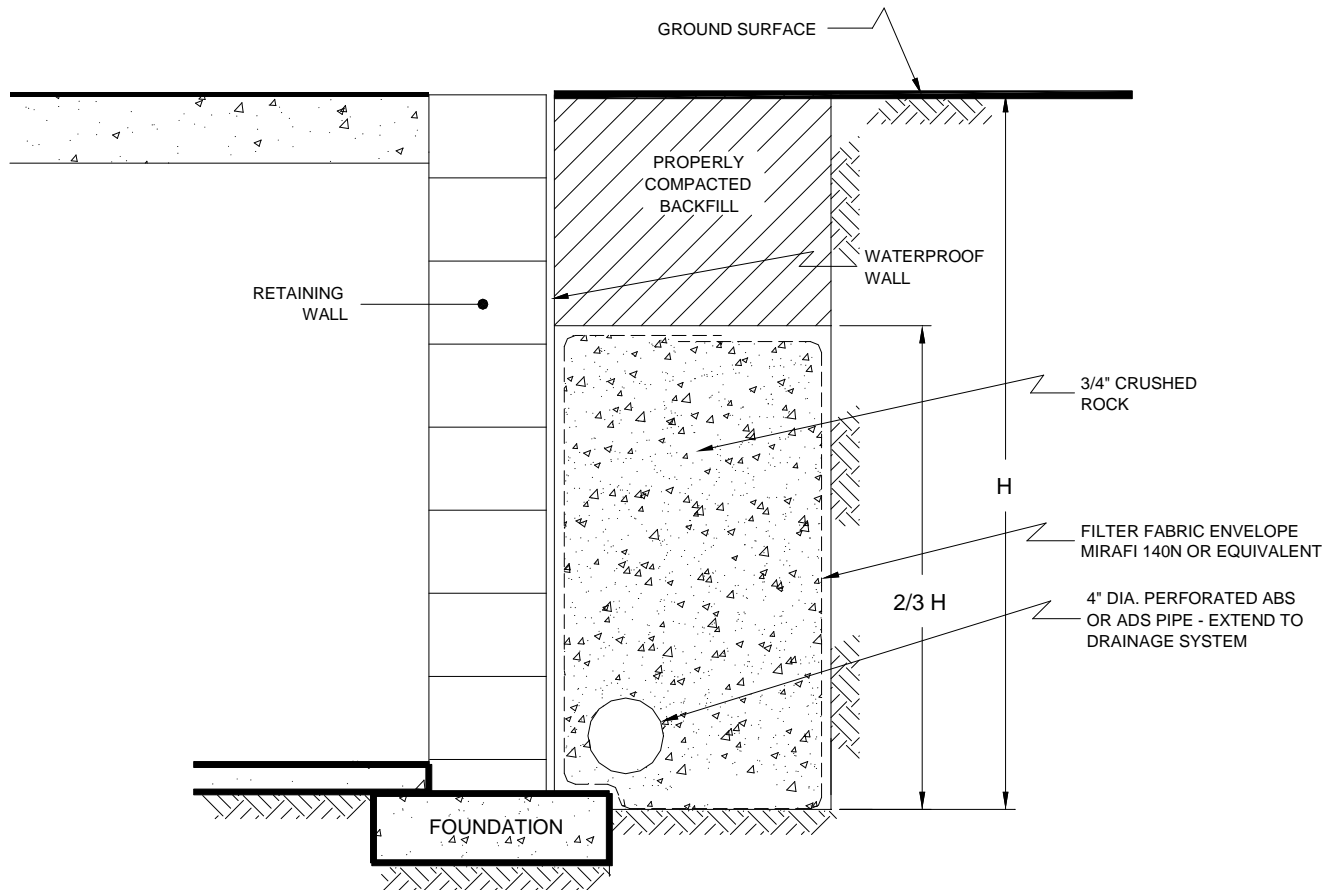 GROUND SURFACE
PROPERLY
COMPACTED
BACKFILL
WATERPROOF
WALL
RETAINING
WALL
3/4" CRUSHED
ROCK
H
FILTER FABRIC ENVELOPE
MIRAFI 140N OR EQUIVALENT
2/3 H
4" DIA. PERFORATED ABS
OR ADS PIPE - EXTEND TO
DRAINAGE SYSTEM
FOUNDATION